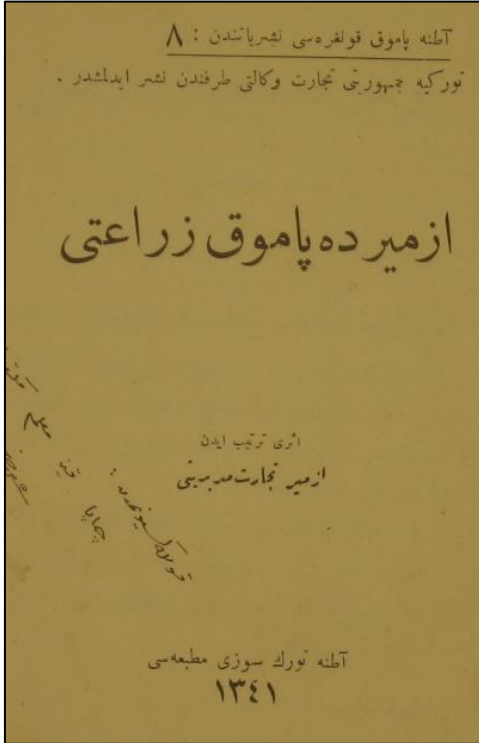 آطنه پاموق قونغره‌سی نشریاتندن : ٨
تورکیه جمهوریتی تجارت وکالتی طرفندن نشر ایدلمشدر .
ازمیرده پاموق زراعتی
اثری ترتیب ایدن
ازمیر تجارت مدیریتی
آطنه تورك سوزی مطبعه‌سی
١٣٤١